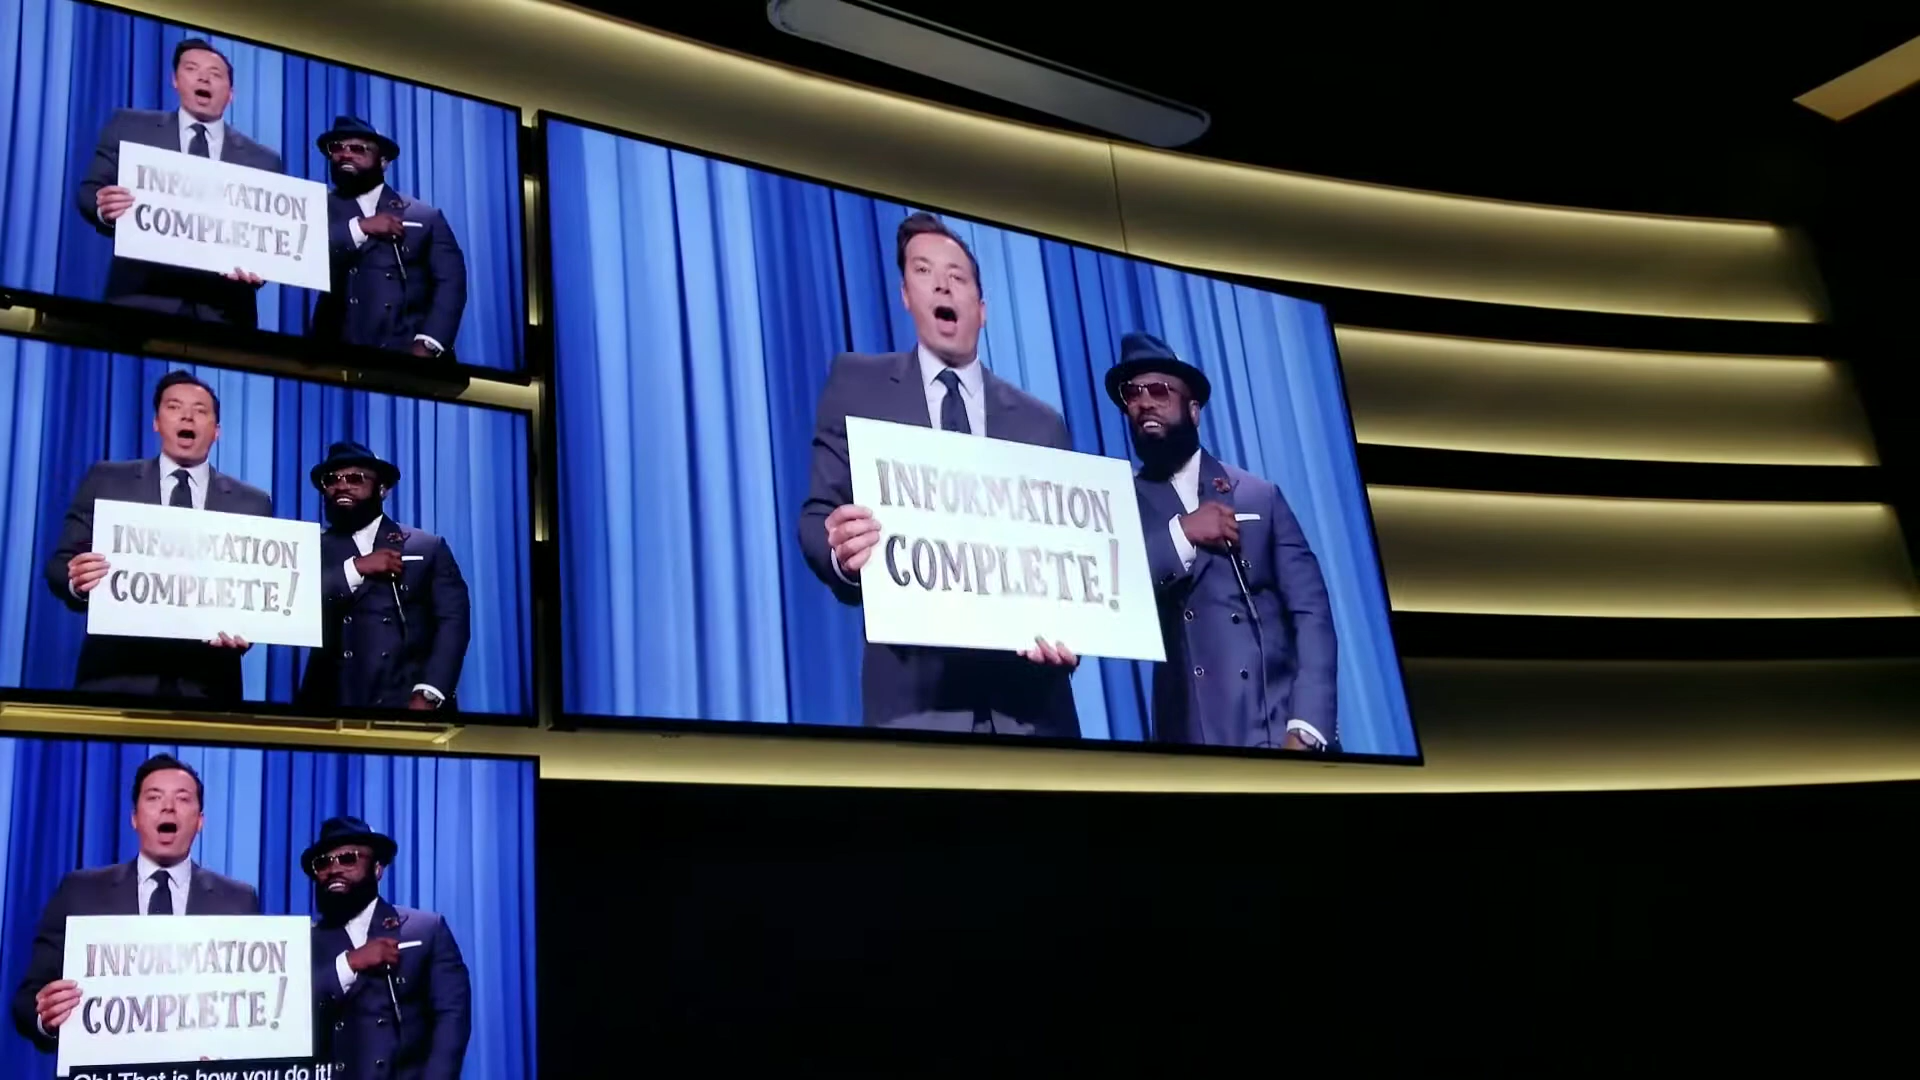 INFORMATION
COMPLETE!
INFORMATION
COMPLETE!
INFORMATION
COMPLETE!
INFORMATION
COMPLETE!
Oh! That is how you do it!